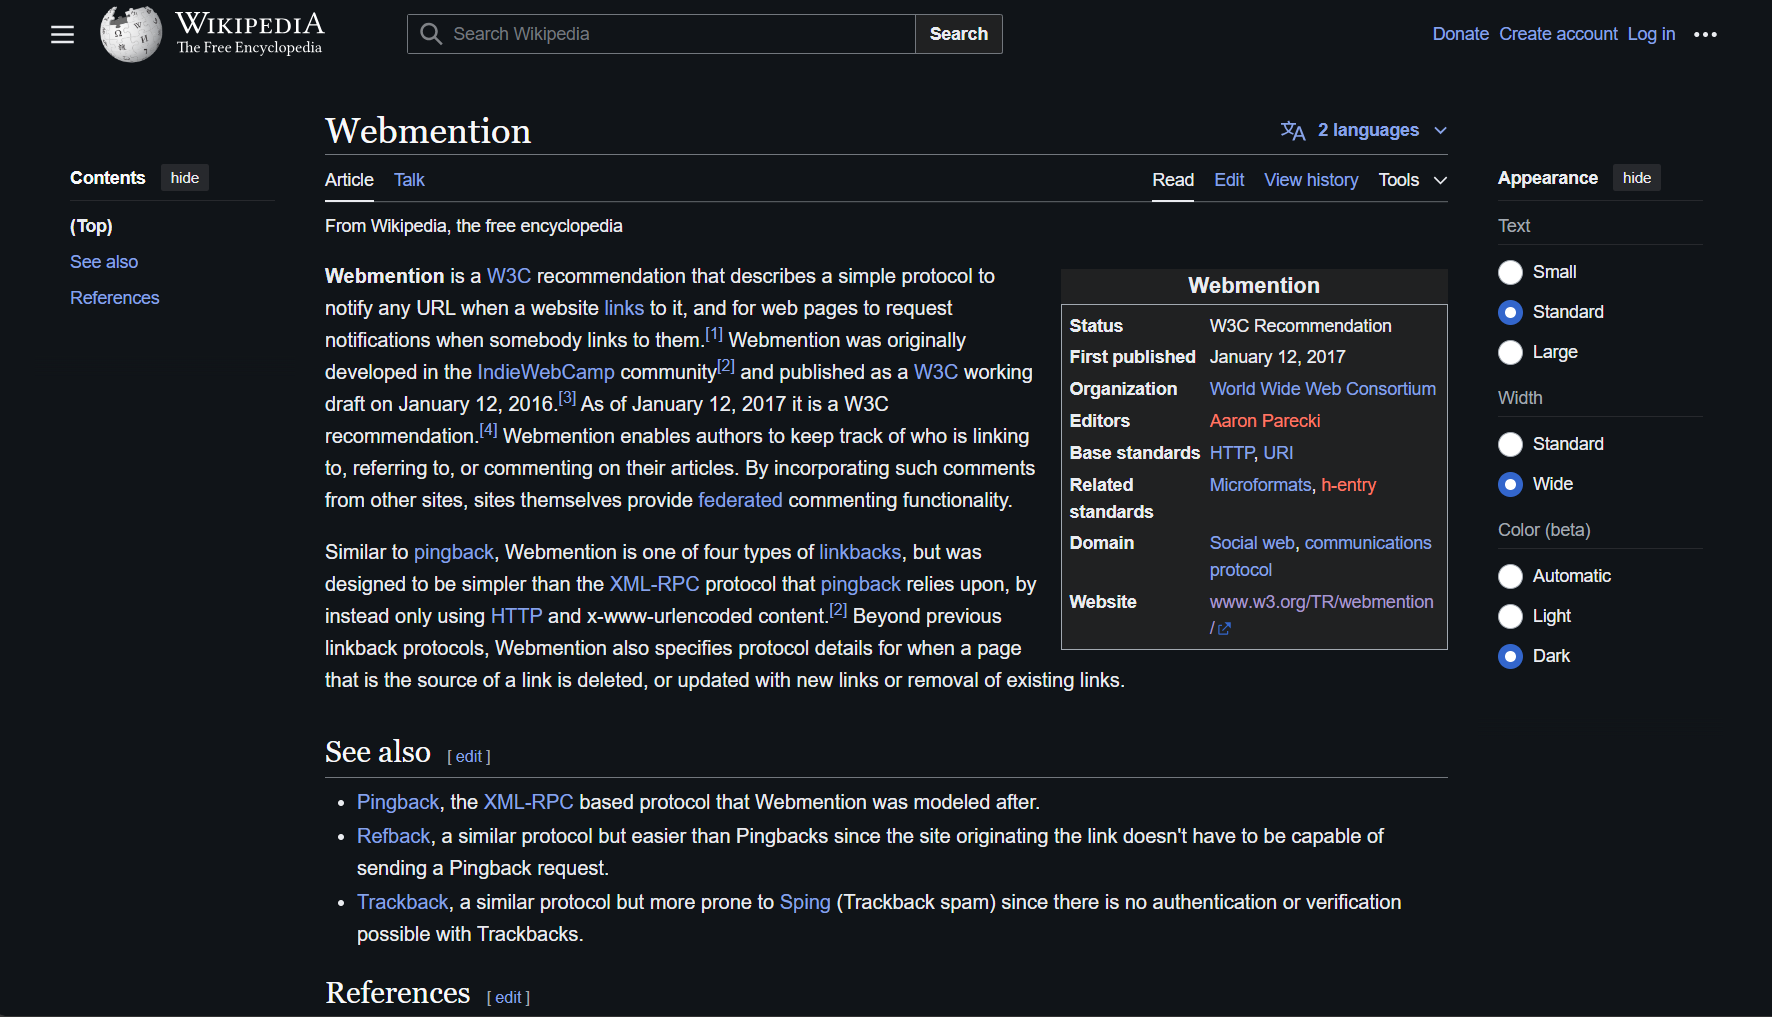 WIKIPEDIA
The Free Encyclopedia
Search Wikipedia
Search
Donate Create account Log in
Contents hide
(Top)
See also
References
Webmention
2 languages
Article Talk
Read Edit View history Tools
From Wikipedia, the free encyclopedia
Webmention is a W3C recommendation that describes a simple protocol to
notify any URL when a website links to it, and for web pages to request
notifications when somebody links to them.[1] Webmention was originally
developed in the IndieWebCamp community[2] and published as a W3C working
draft on January 12, 2016.[3] As of January 12, 2017 it is a W3C
recommendation.[4] Webmention enables authors to keep track of who is linking
to, referring to, or commenting on their articles. By incorporating such comments
from other sites, sites themselves provide federated commenting functionality.
Similar to pingback, Webmention is one of four types of linkbacks, but was
designed to be simpler than the XML-RPC protocol that pingback relies upon, by
instead only using HTTP and x-www-urlencoded content.[2] Beyond previous
linkback protocols, Webmention also specifies protocol details for when a page
that is the source of a link is deleted, or updated with new links or removal of existing links.
Webmention
Status W3C Recommendation
First published January 12, 2017
Organization World Wide Web Consortium
Editors Aaron Parecki
Base standards HTTP, URI
Related Microformats, h-entry
standards
Domain Social web, communications
protocol
Website www.w3.org/TR/webmention
/
See also [ edit ]
• Pingback, the XML-RPC based protocol that Webmention was modeled after.
• Refback, a similar protocol but easier than Pingbacks since the site originating the link doesn't have to be capable of
sending a Pingback request.
• Trackback, a similar protocol but more prone to Sping (Trackback spam) since there is no authentication or verification
possible with Trackbacks.
References [ edit ]
Appearance hide
Text
Small
Standard
Large
Width
Standard
Wide
Color (beta)
Automatic
Light
Dark